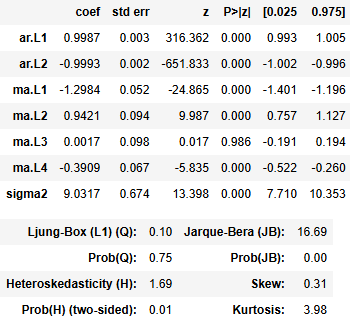 coef std err z P>|z| [0.025 0.975]
ar.L1 0.9987 0.003 316.362 0.000 0.993 1.005
ar.L2 -0.9993 0.002 -651.833 0.000 -1.002 -0.996
ma.L1 -1.2984 0.052 -24.865 0.000 -1.401 -1.196
ma.L2 0.9421 0.094 9.987 0.000 0.757 1.127
ma.L3 0.0017 0.098 0.017 0.986 -0.191 0.194
ma.L4 -0.3909 0.067 -5.835 0.000 -0.522 -0.260
sigma2 9.0317 0.674 13.398 0.000 7.710 10.353
Ljung-Box (L1) (Q): 0.10 Jarque-Bera (JB): 16.69
Prob(Q): 0.75 Prob(JB): 0.00
Heteroskedasticity (H): 1.69 Skew: 0.31
Prob(H) (two-sided): 0.01 Kurtosis: 3.98